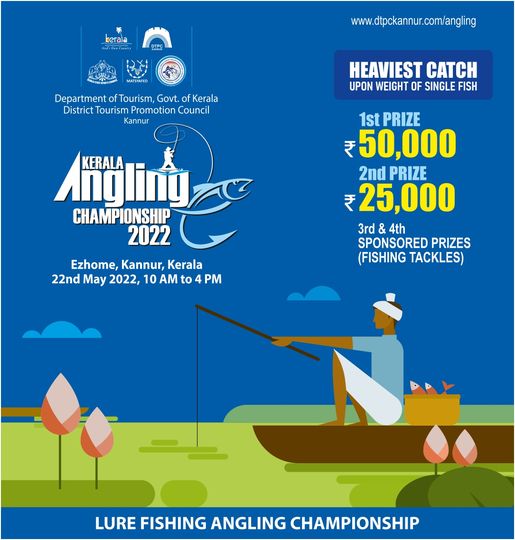 www.dtpckannur.com/angling
kerala
God's Own Country
DTPC
KANNUR
MATSYAFED
Department of Tourism, Govt. of Kerala
District Tourism Promotion Council
Kannur
HEAVIEST CATCH
UPON WEIGHT OF SINGLE FISH
1st PRIZE
₹ 50,000
2nd PRIZE
₹ 25,000
3rd & 4th
SPONSORED PRIZES
(FISHING TACKLES)
KERALA
Angling
CHAMPIONSHIP
2022
Ezhome, Kannur, Kerala
22nd May 2022, 10 AM to 4 PM
LURE FISHING ANGLING CHAMPIONSHIP